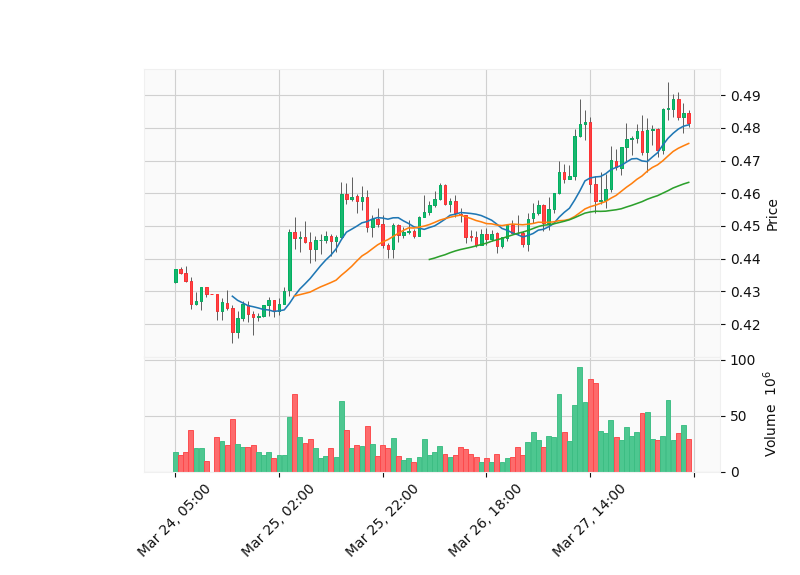 0.49
0.48
0.47
0.46
0.45
0.44
0.43
0.42
Price
100
50
0
Volume 10^6
Mar 24, 05:00
Mar 25, 02:00
Mar 25, 22:00
Mar 26, 18:00
Mar 27, 14:00